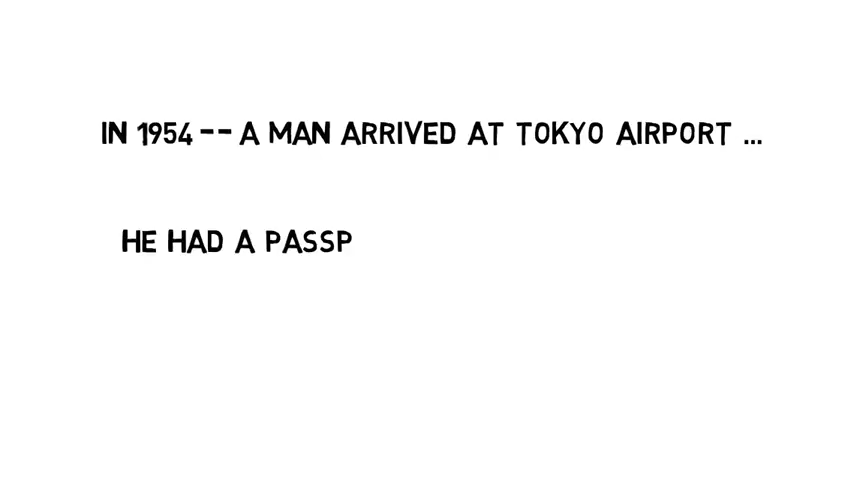 IN 1954 -- A MAN ARRIVED AT TOKYO AIRPORT ...
HE HAD A PASSP